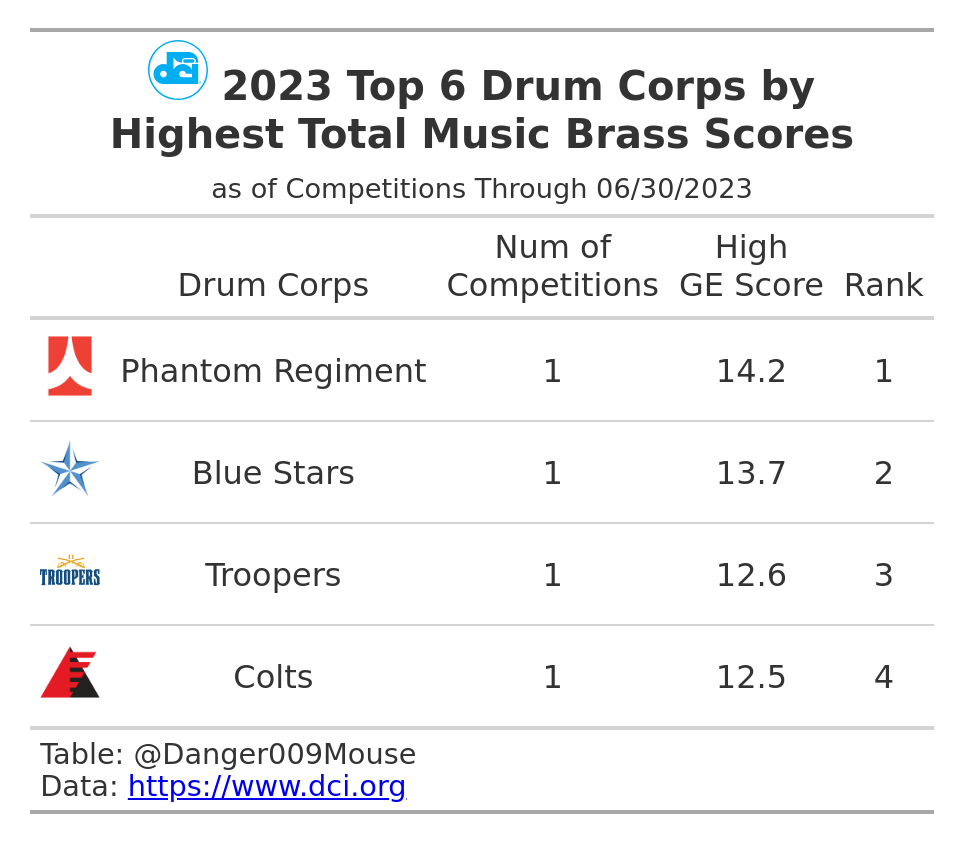 2023 Top 6 Drum Corps by
Highest Total Music Brass Scores
as of Competitions Through 06/30/2023
Drum Corps Num of Competitions High GE Score Rank
Phantom Regiment 1 14.2 1
Blue Stars 1 13.7 2
TROOPERS Troopers 1 12.6 3
Colts 1 12.5 4
Table: @Danger009Mouse
Data: https://www.dci.org